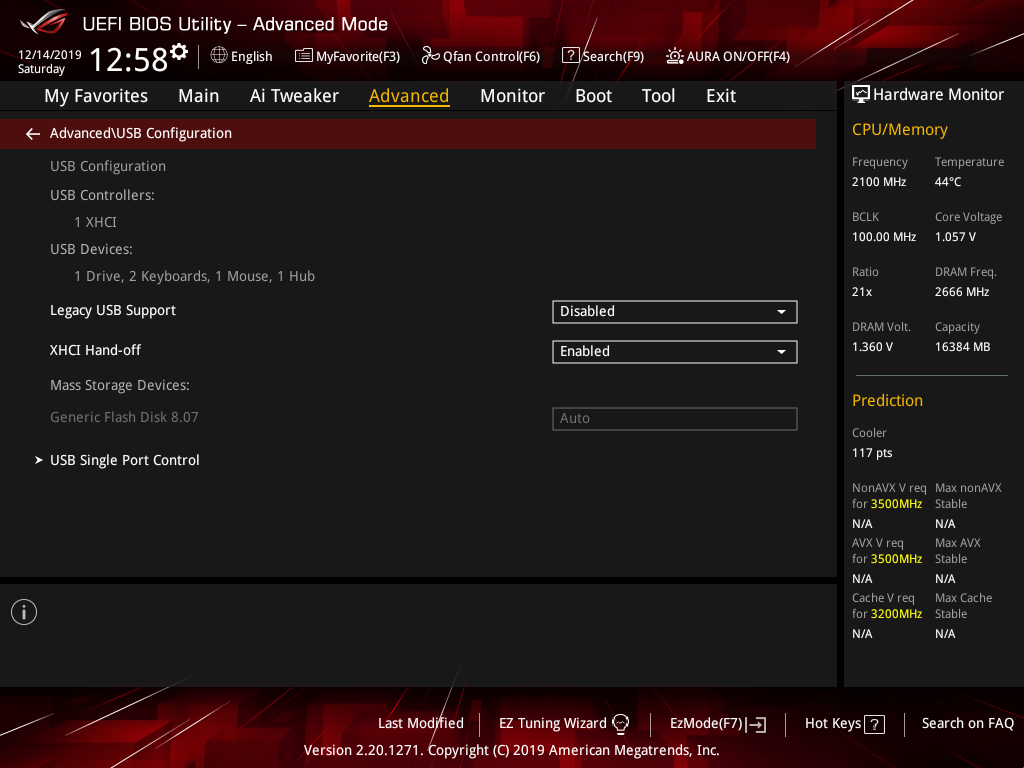 UEFI BIOS Utility – Advanced Mode
12/14/2019
Saturday
12:58
English
MyFavorite(F3)
Qfan Control(F6)
? Search(F9)
AURA ON/OFF(F4)
My Favorites Main Ai Tweaker Advanced Monitor Boot Tool Exit
Advanced\USB Configuration
USB Configuration
USB Controllers:
1 XHCI
USB Devices:
1 Drive, 2 Keyboards, 1 Mouse, 1 Hub
Legacy USB Support Disabled
XHCI Hand-off Enabled
Mass Storage Devices:
Generic Flash Disk 8.07 Auto
USB Single Port Control
Hardware Monitor
CPU/Memory
Frequency Temperature
2100 MHz 44°C
BCLK Core Voltage
100.00 MHz 1.057 V
Ratio DRAM Freq.
21x 2666 MHz
DRAM Volt. Capacity
1.360 V 16384 MB
Prediction
Cooler
117 pts
NonAVX V req Max nonAVX
for 3500MHz Stable
N/A N/A
AVX V req Max AVX
for 3500MHz Stable
N/A N/A
Cache V req Max Cache
for 3200MHz Stable
N/A N/A
Last Modified EZ Tuning Wizard EzMode(F7) Hot Keys ? Search on FAQ
Version 2.20.1271. Copyright (C) 2019 American Megatrends, Inc.